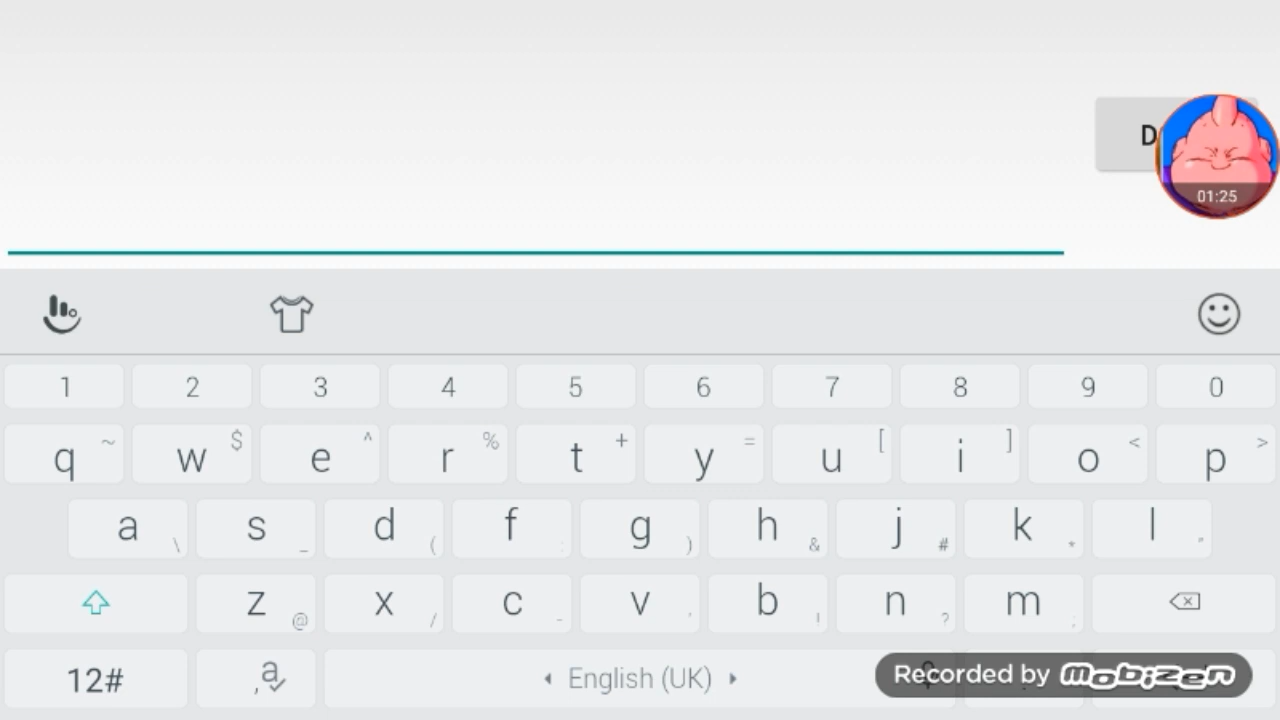 D
01:25
1 2 3 4 5 6 7 8 9 0
q ~ w $ e ^ r % t + y = u [ i ] o < p >
a \ s _ d ( f : g ) h & j # k * l "
z @ x / c - v ' b ! n ? m ;
12# , a English (UK)
Recorded by mobizen